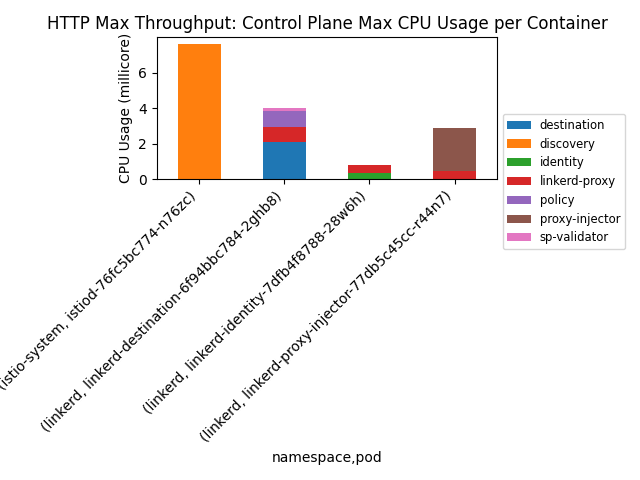 HTTP Max Throughput: Control Plane Max CPU Usage per Container
CPU Usage (millicore)
6
4
2
0
destination
discovery
identity
linkerd-proxy
policy
proxy-injector
sp-validator
(istio-system, istiod-76fc5bc774-n76zc)
(linkerd, linkerd-destination-6f94bbc784-2ghb8)
(linkerd, linkerd-identity-7dfb4f8788-28w6h)
(linkerd, linkerd-proxy-injector-77db5c45cc-r44n7)
namespace,pod